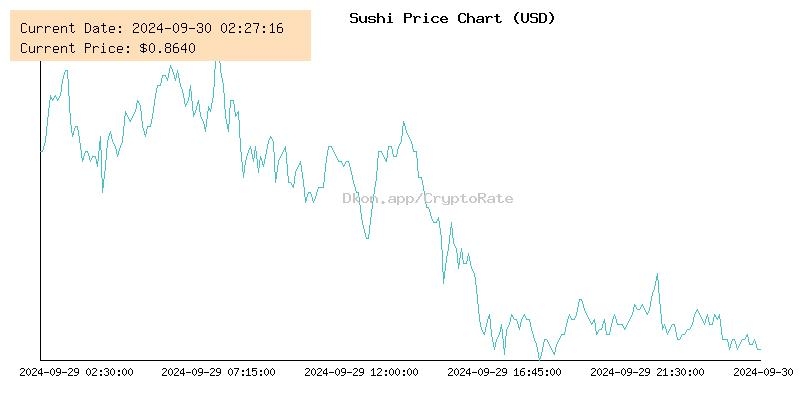 Sushi Price Chart (USD)
Current Date: 2024-09-30 02:27:16
Current Price: $0.8640
Dkon.app/CryptoRate
2024-09-29 02:30:00 2024-09-29 07:15:00 2024-09-29 12:00:00 2024-09-29 16:45:00 2024-09-29 21:30:00 2024-09-30